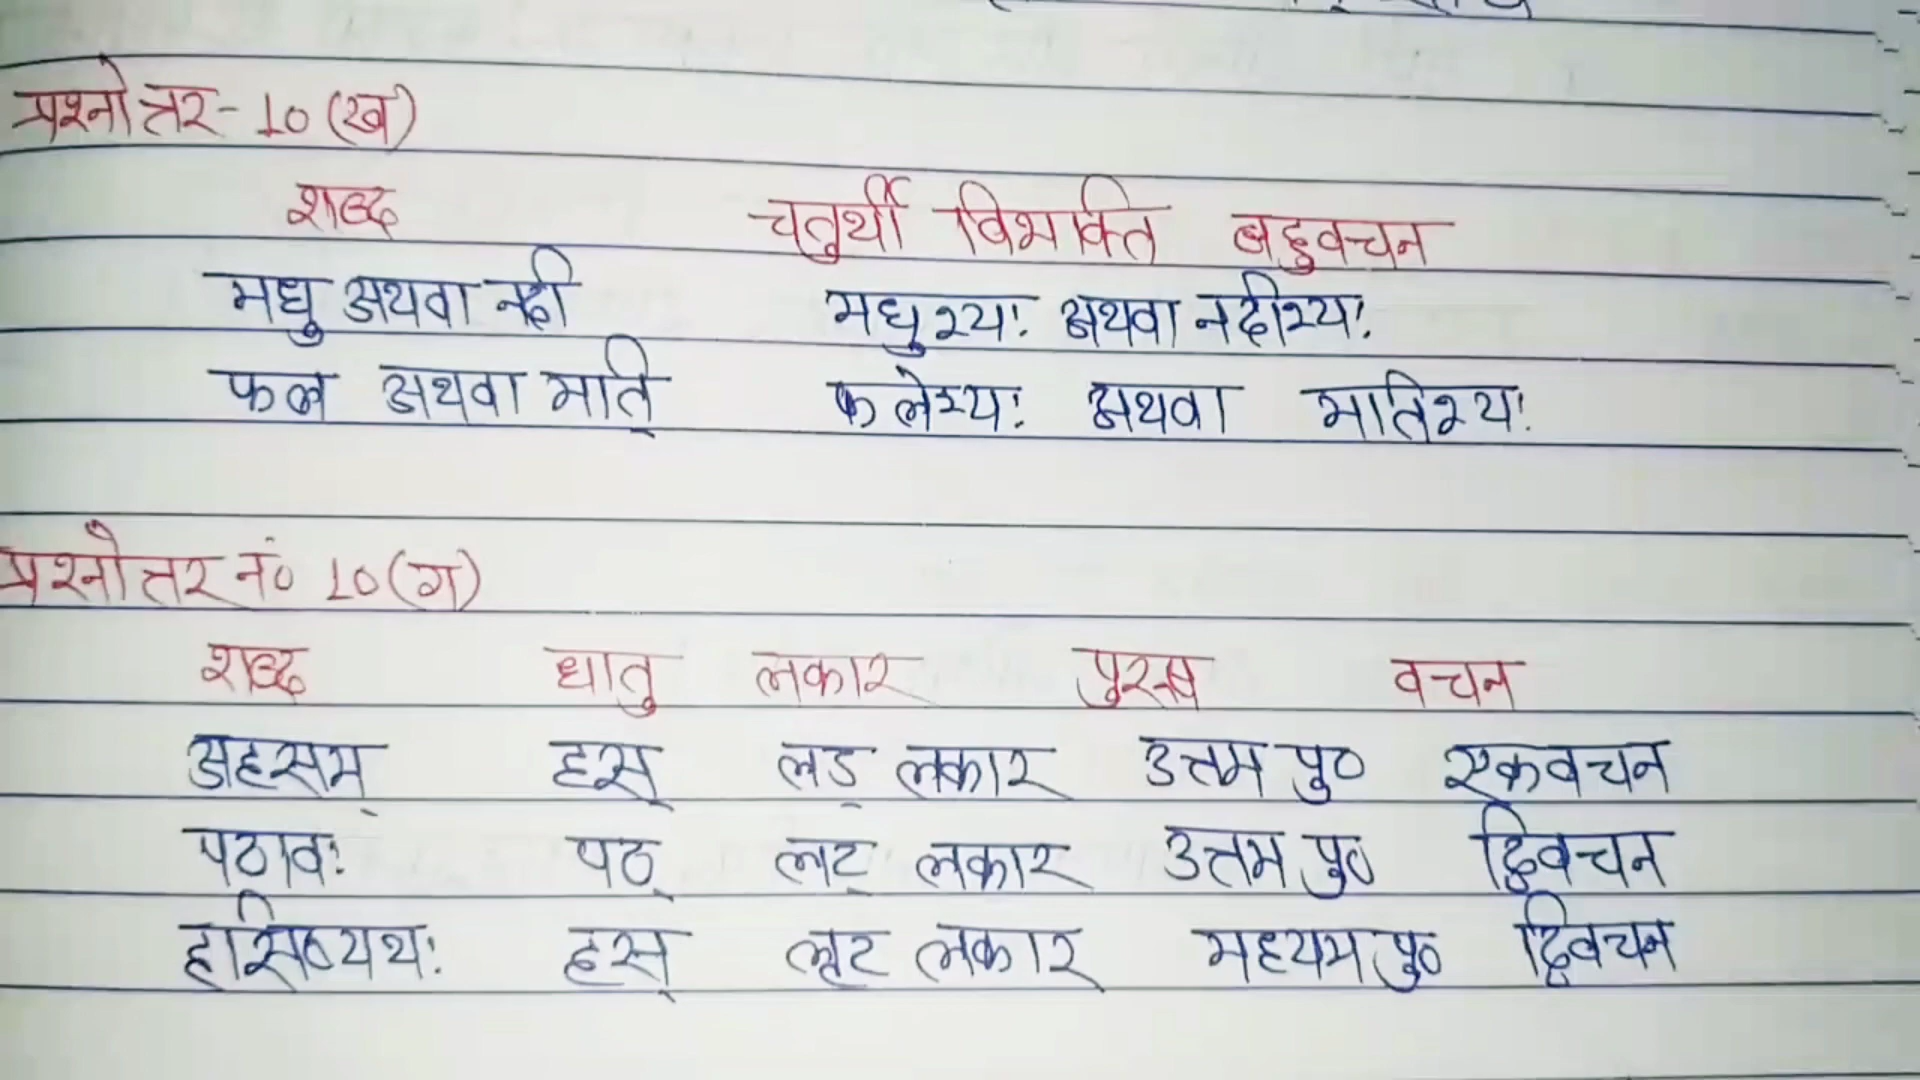 प्रश्नोत्तर- 10 (ख)
शब्द चतुर्थी विभक्ति बहुवचन
मधु अथवा नदी मधुभ्यः अथवा नदीभ्यः
फल अथवा मति फलेभ्यः अथवा मतिभ्यः
प्रश्नोत्तर नं० 10 (ग)
शब्द धातु लकार पुरुष वचन
अहसम् हस् लङ् लकार उत्तम पु० एकवचन
पठावः पठ् लट् लकार उत्तम पु० द्विवचन
हसिष्यथः हस् लृट लकार मध्यम पु० द्विवचन